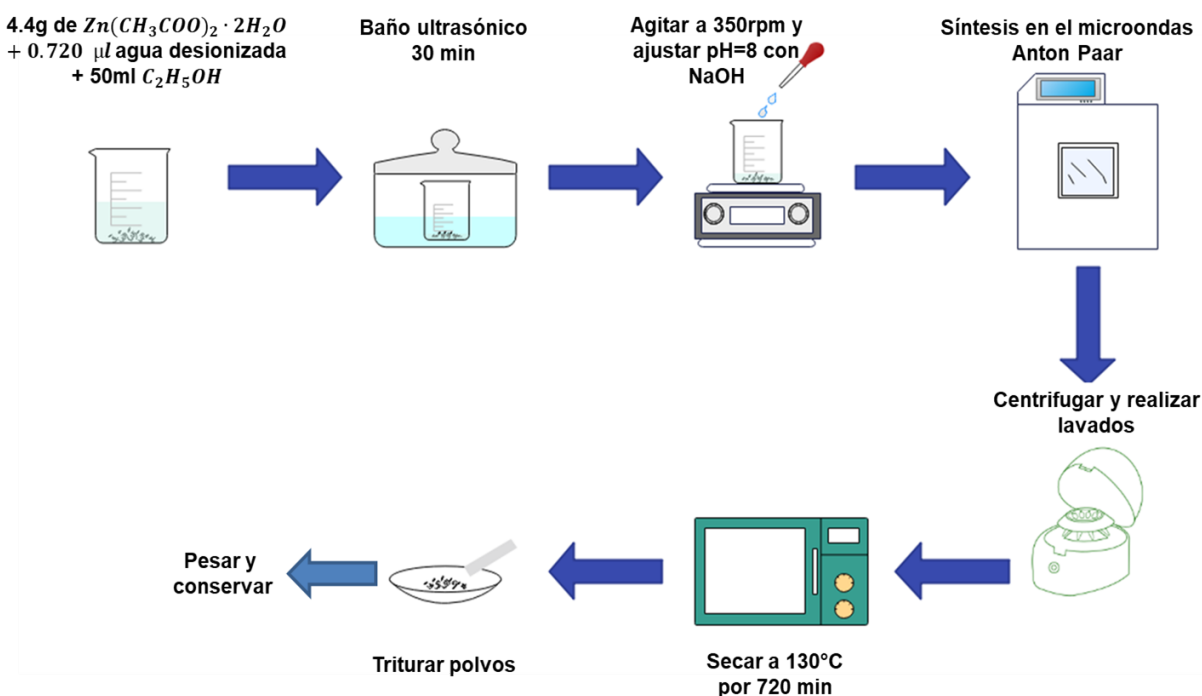 4.4g de Zn(CH₃COO)₂ · 2H₂O
+ 0.720 µl agua desionizada
+ 50ml C₂H₅OH
Baño ultrasónico
30 min
Agitar a 350rpm y
ajustar pH=8 con
NaOH
Síntesis en el microondas
Anton Paar
Centrifugar y realizar
lavados
Secar a 130°C
por 720 min
Triturar polvos
Pesar y
conservar